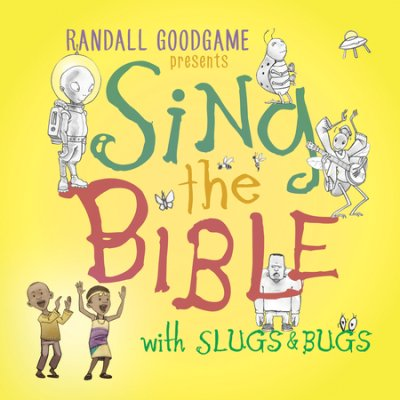 RANDALL GOODGAME
presents
SiNg
the
BIBLE
with SLUGS & BUGS